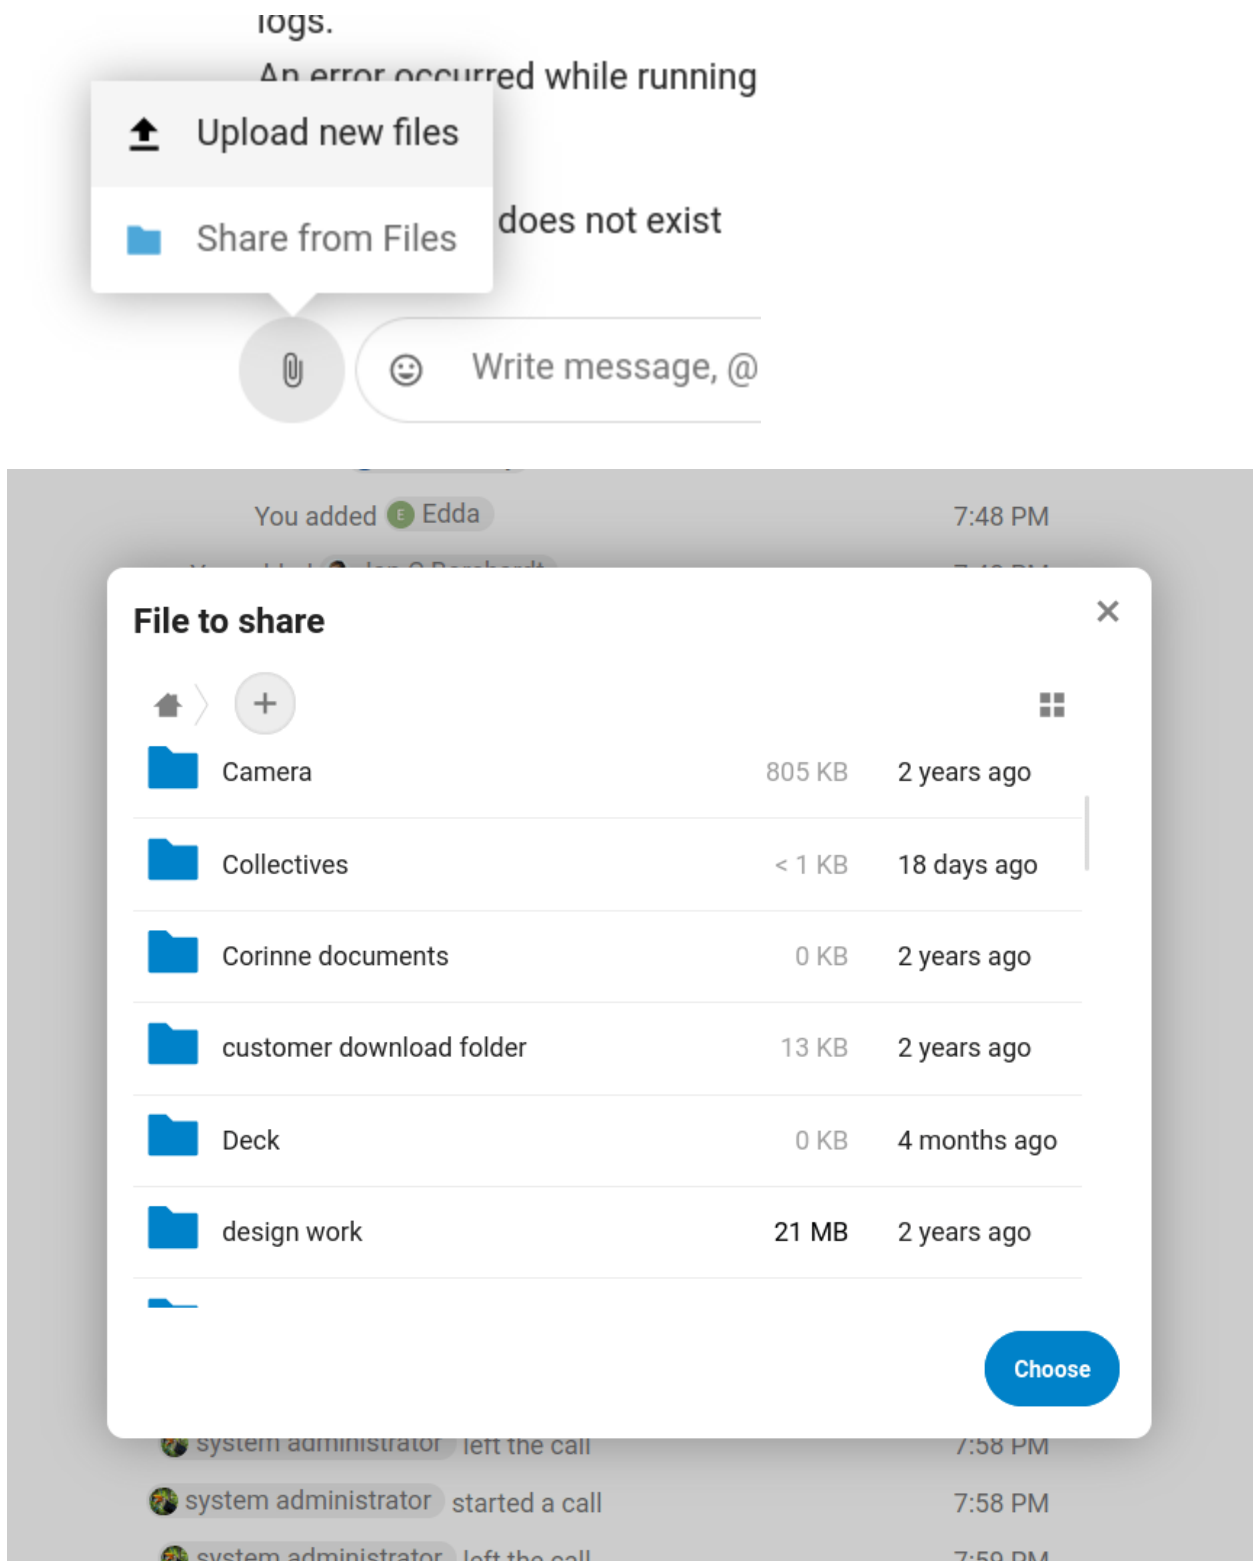 logs.
An error occurred while running
Upload new files
Share from Files
does not exist
Write message, @
You added E Edda 7:48 PM
File to share
Camera 805 KB 2 years ago
Collectives < 1 KB 18 days ago
Corinne documents 0 KB 2 years ago
customer download folder 13 KB 2 years ago
Deck 0 KB 4 months ago
design work 21 MB 2 years ago
Choose
system administrator left the call 7:58 PM
system administrator started a call 7:58 PM
system administrator left the call 7:59 PM